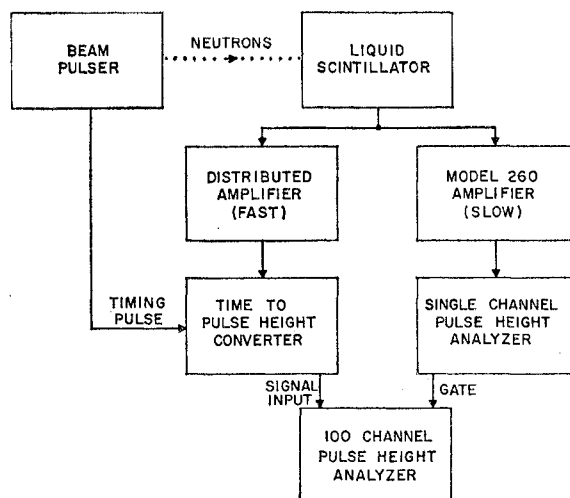 BEAM
PULSER
NEUTRONS
LIQUID
SCINTILLATOR
DISTRIBUTED
AMPLIFIER
(FAST)
MODEL 260
AMPLIFIER
(SLOW)
TIMING
PULSE
TIME TO
PULSE HEIGHT
CONVERTER
SINGLE CHANNEL
PULSE HEIGHT
ANALYZER
SIGNAL
INPUT
GATE
100 CHANNEL
PULSE HEIGHT
ANALYZER